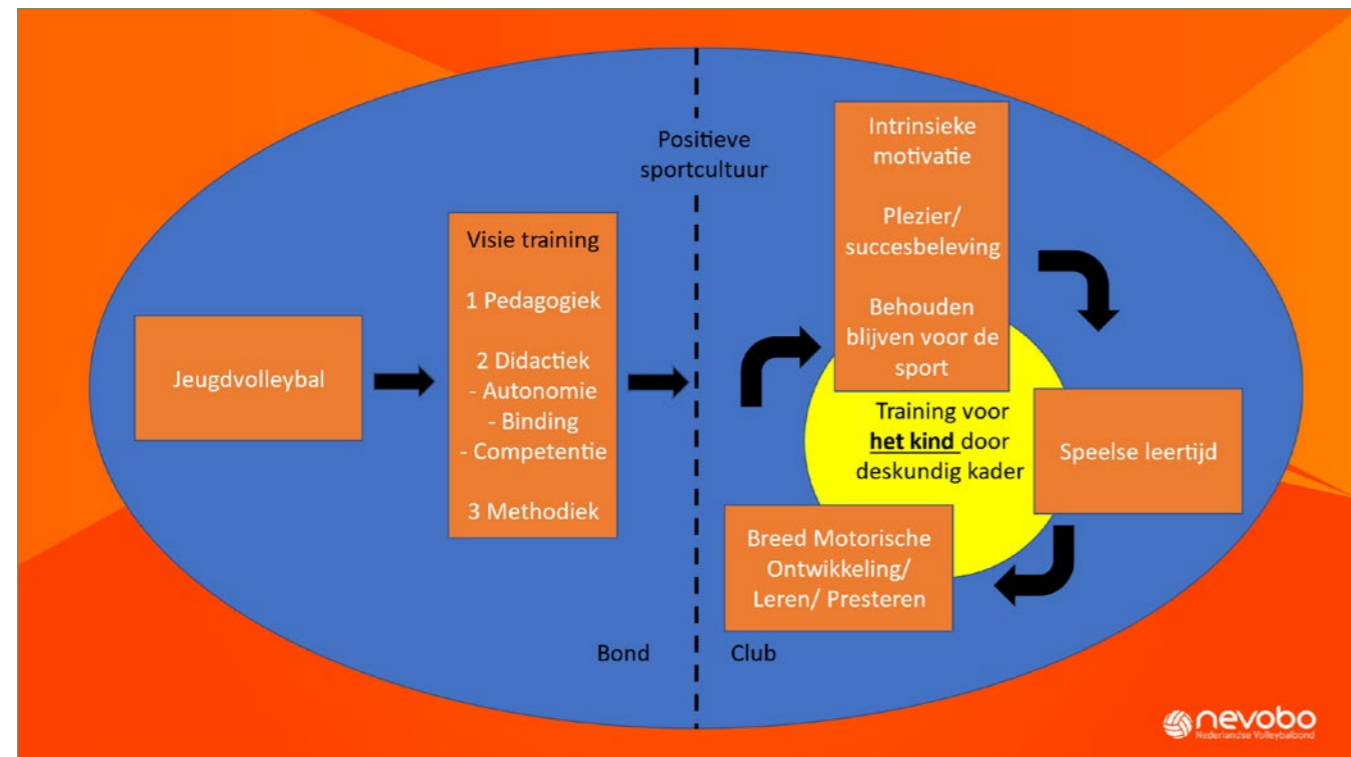 Positieve
sportcultuur
Jeugdvolleybal
Visie training
1 Pedagogiek
2 Didactiek
- Autonomie
- Binding
- Competentie
3 Methodiek
Intrinsieke
motivatie
Plezier/
succesbeleving
Behouden
blijven voor de
sport
Training voor
het kind door
deskundig kader
Speelse leertijd
Breed Motorische
Ontwikkeling/
Leren/ Presteren
Bond
Club
nevobo
Nederlandse Volleybalbond